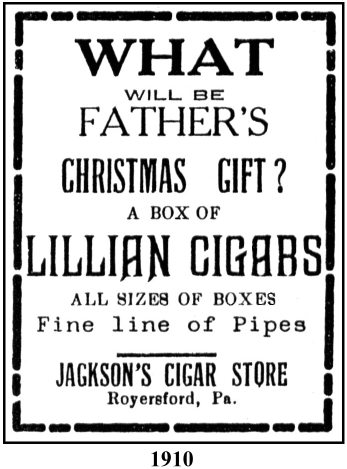 WHAT
WILL BE
FATHER'S
CHRISTMAS GIFT?
A BOX OF
LILLIAN CIGARS
ALL SIZES OF BOXES
Fine line of Pipes
JACKSON'S CIGAR STORE
Royersford, Pa.
1910